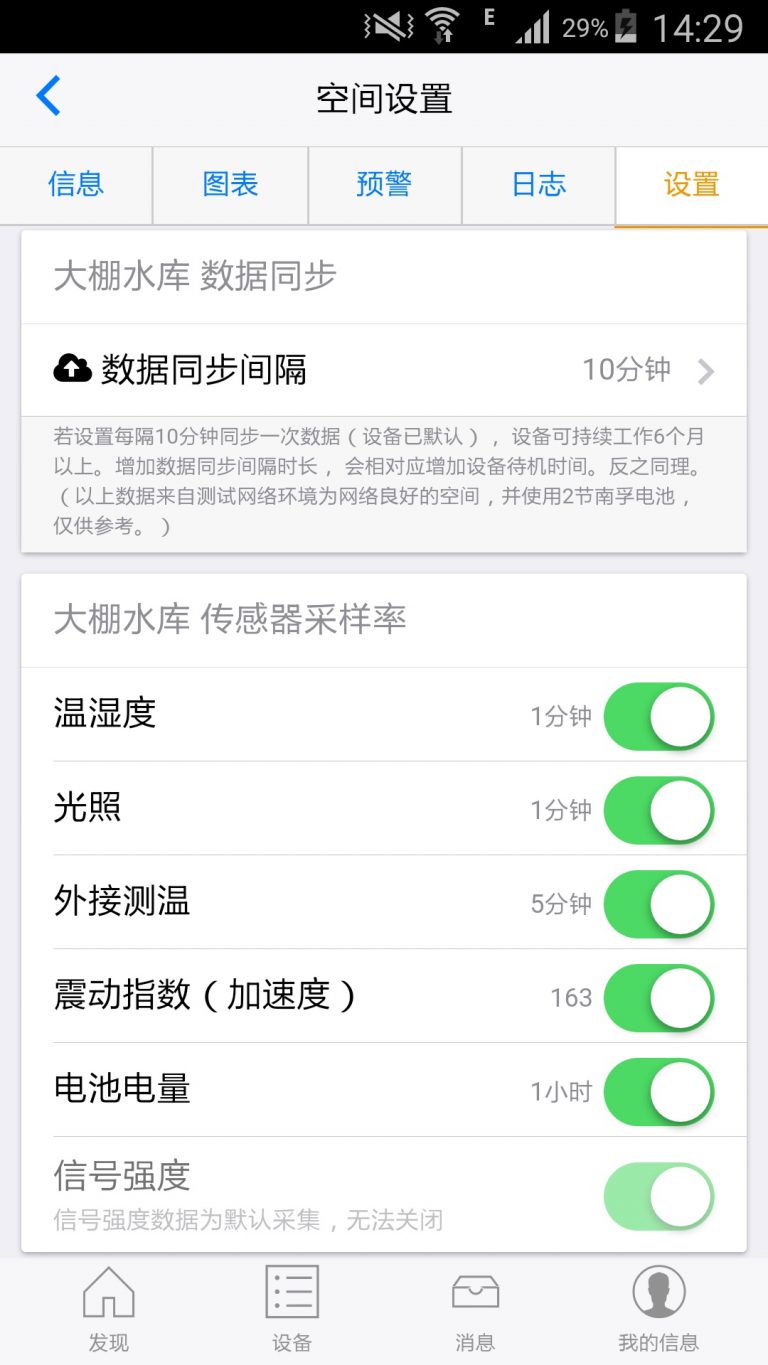 E 29% 14:29
空间设置
信息 图表 预警 日志 设置
大棚水库 数据同步
数据同步间隔 10分钟
若设置每隔10分钟同步一次数据（设备已默认），设备可持续工作6个月
以上。增加数据同步间隔时长，会相对应增加设备待机时间。反之同理。
（以上数据来自测试网络环境为网络良好的空间，并使用2节南孚电池，
仅供参考。）
大棚水库 传感器采样率
温湿度 1分钟
光照 1分钟
外接测温 5分钟
震动指数（加速度） 163
电池电量 1小时
信号强度
信号强度数据为默认采集，无法关闭
发现 设备 消息 我的信息